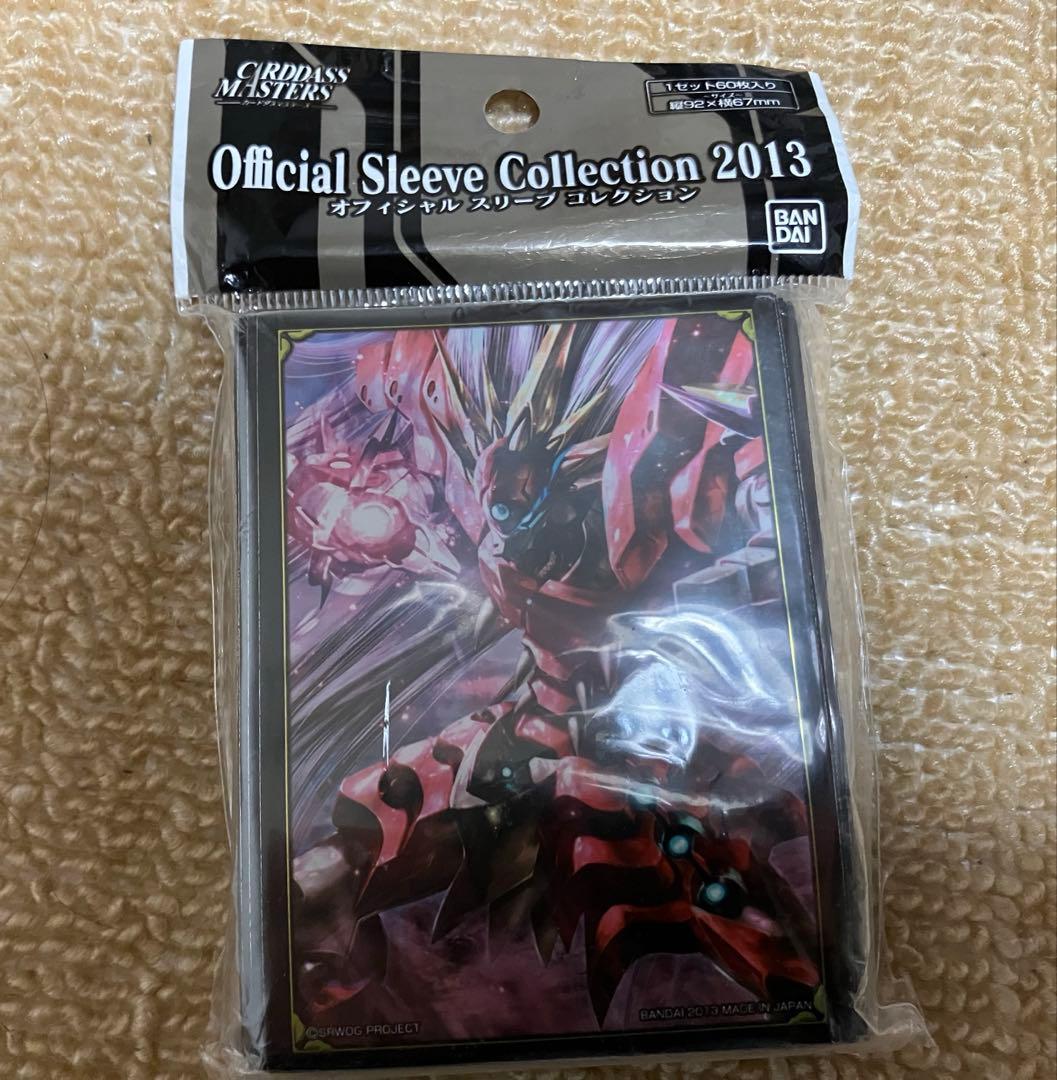 CARDDASS
MASTERS
カードダスマスターズ
1セット60枚入り
～サイズ～
縦92×横67mm
Official Sleeve Collection 2013
オフィシャル スリーブ コレクション
BAN
DAI
©SRWOG PROJECT
BANDAI 2013 MADE IN JAPAN